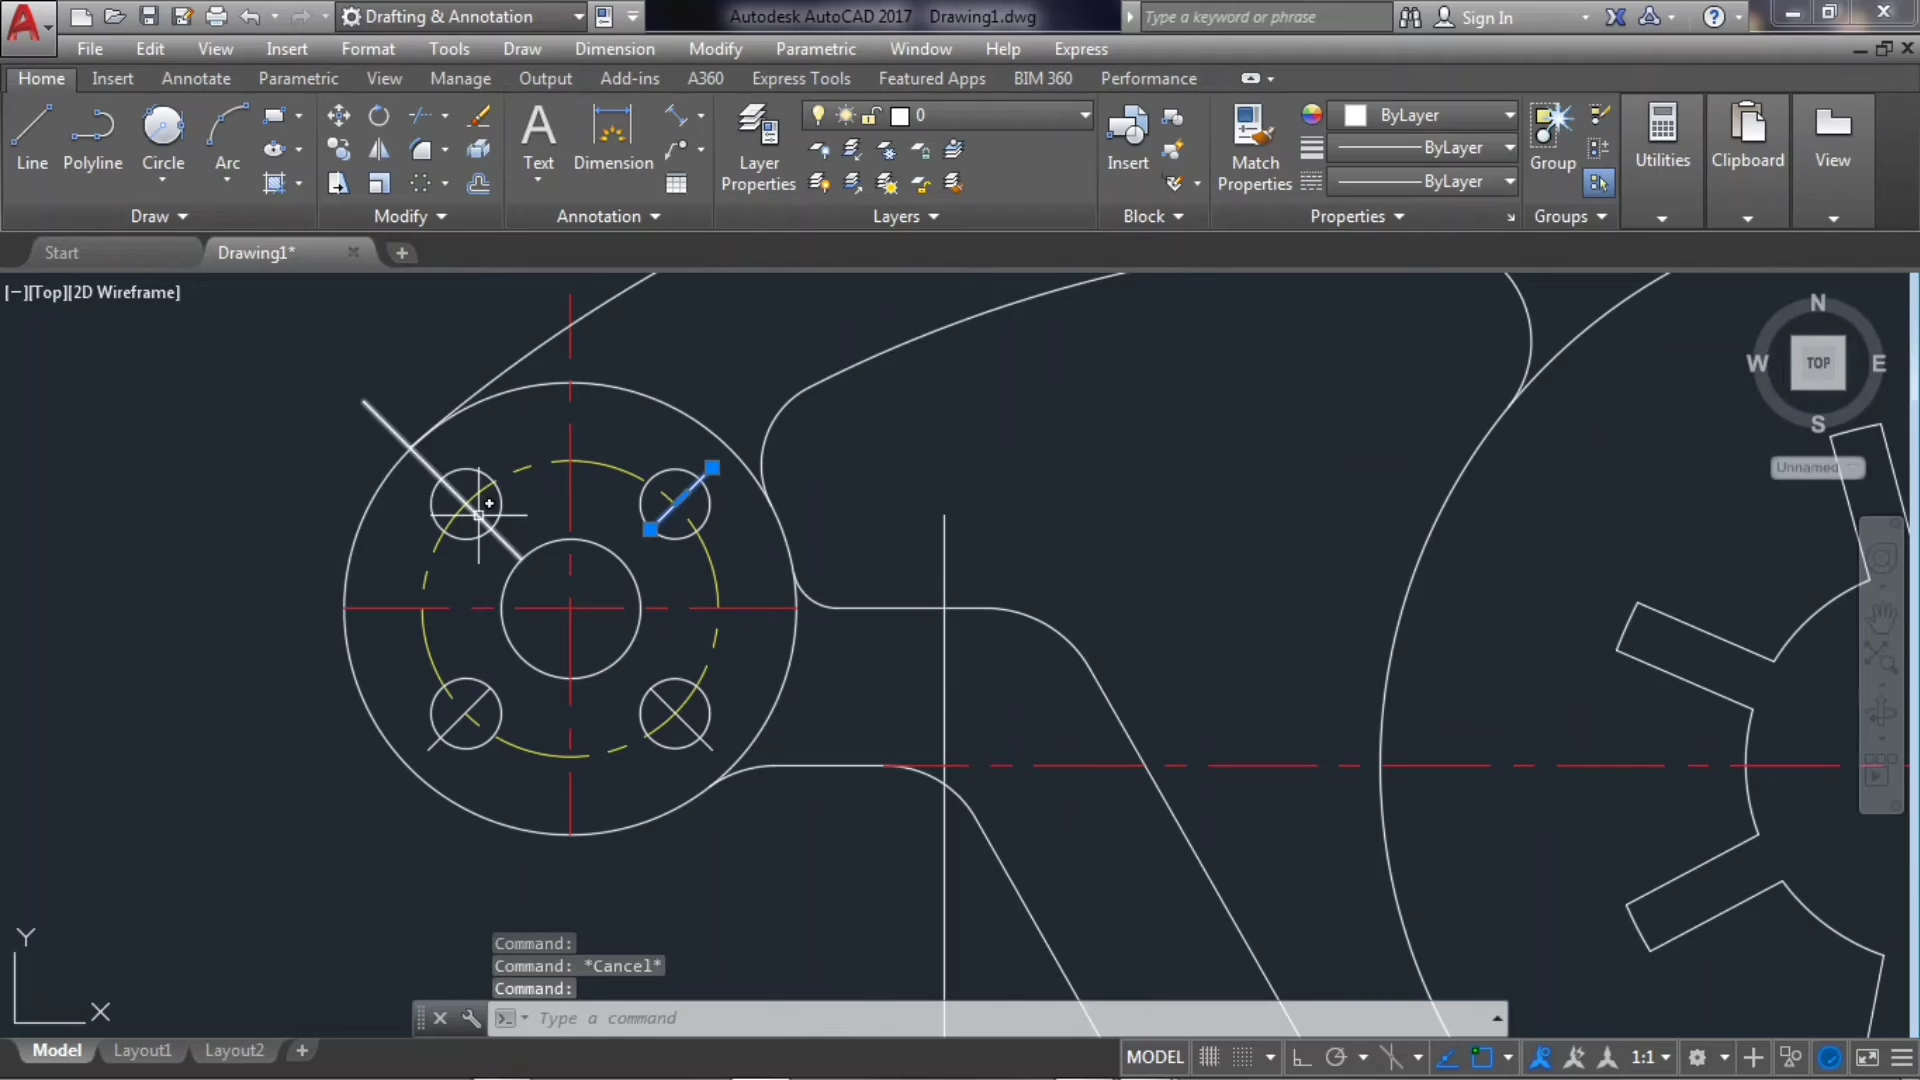 Drafting & Annotation
Autodesk AutoCAD 2017 Drawing1.dwg
Type a keyword or phrase
Sign In
File Edit View Insert Format Tools Draw Dimension Modify Parametric Window Help Express
Home Insert Annotate Parametric View Manage Output Add-ins A360 Express Tools Featured Apps BIM 360 Performance
0
ByLayer
ByLayer
ByLayer
Line Polyline Circle Arc
Text Dimension
Layer Properties
Insert
Match Properties
Group
Utilities Clipboard View
Draw Modify Annotation Layers Block Properties Groups
Start Drawing1*
[−][Top][2D Wireframe]
N
W TOP E
S
Unnamed
Y
X
Command:
Command: *Cancel*
Command:
Type a command
Model Layout1 Layout2
MODEL 1:1